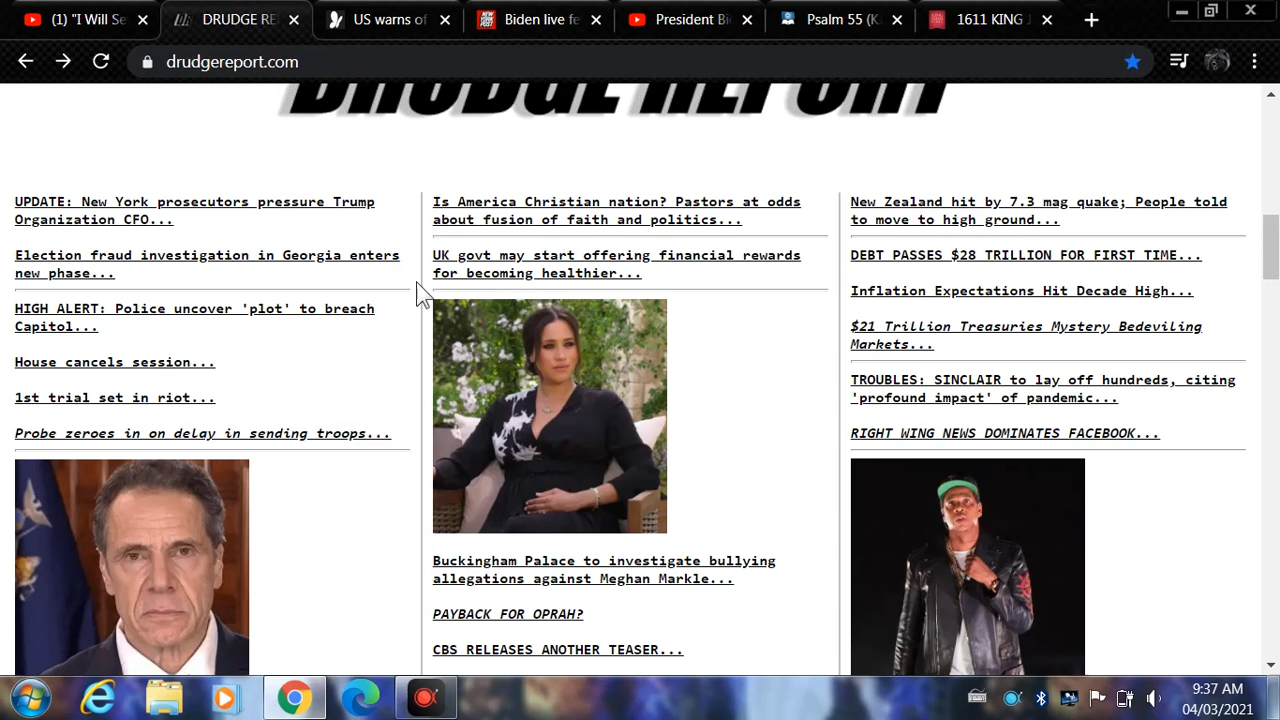 (1) "I Will Se
DRUDGE RE
US warns of
Biden live fe
President Bi
Psalm 55 (K
1611 KING J
drudgereport.com
DRUDGE REPORT
UPDATE: New York prosecutors pressure Trump
Organization CFO...
Election fraud investigation in Georgia enters
new phase...
HIGH ALERT: Police uncover 'plot' to breach
Capitol...
House cancels session...
1st trial set in riot...
Probe zeroes in on delay in sending troops...
Is America Christian nation? Pastors at odds
about fusion of faith and politics...
UK govt may start offering financial rewards
for becoming healthier...
Buckingham Palace to investigate bullying
allegations against Meghan Markle...
PAYBACK FOR OPRAH?
CBS RELEASES ANOTHER TEASER...
New Zealand hit by 7.3 mag quake; People told
to move to high ground...
DEBT PASSES $28 TRILLION FOR FIRST TIME...
Inflation Expectations Hit Decade High...
$21 Trillion Treasuries Mystery Bedeviling
Markets...
TROUBLES: SINCLAIR to lay off hundreds, citing
'profound impact' of pandemic...
RIGHT WING NEWS DOMINATES FACEBOOK...
9:37 AM
04/03/2021